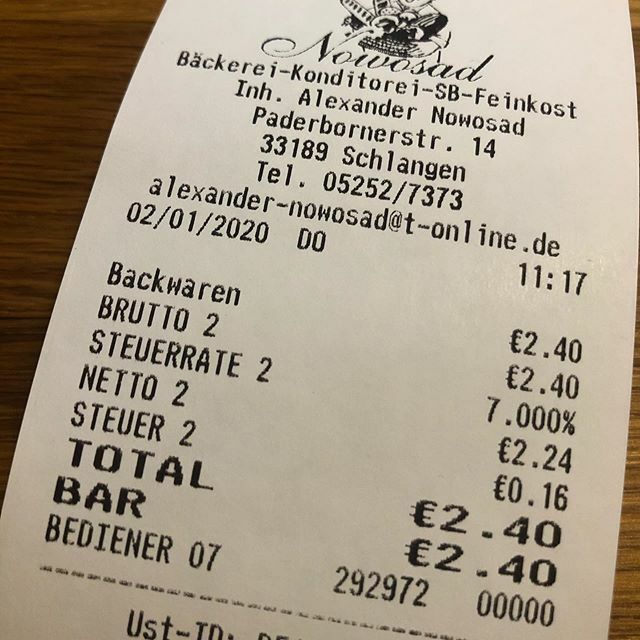 Nowosad
Bäckerei-Konditorei-SB-Feinkost
Inh. Alexander Nowosad
Paderbornerstr. 14
33189 Schlangen
Tel. 05252/7373
alexander-nowosad@t-online.de
02/01/2020 DO 11:17
Backwaren €2.40
BRUTTO 2 €2.40
STEUERRATE 2 7.000%
NETTO 2 €2.24
STEUER 2 €0.16
TOTAL €2.40
BAR €2.40
BEDIENER 07 292972 00000
Ust-ID: